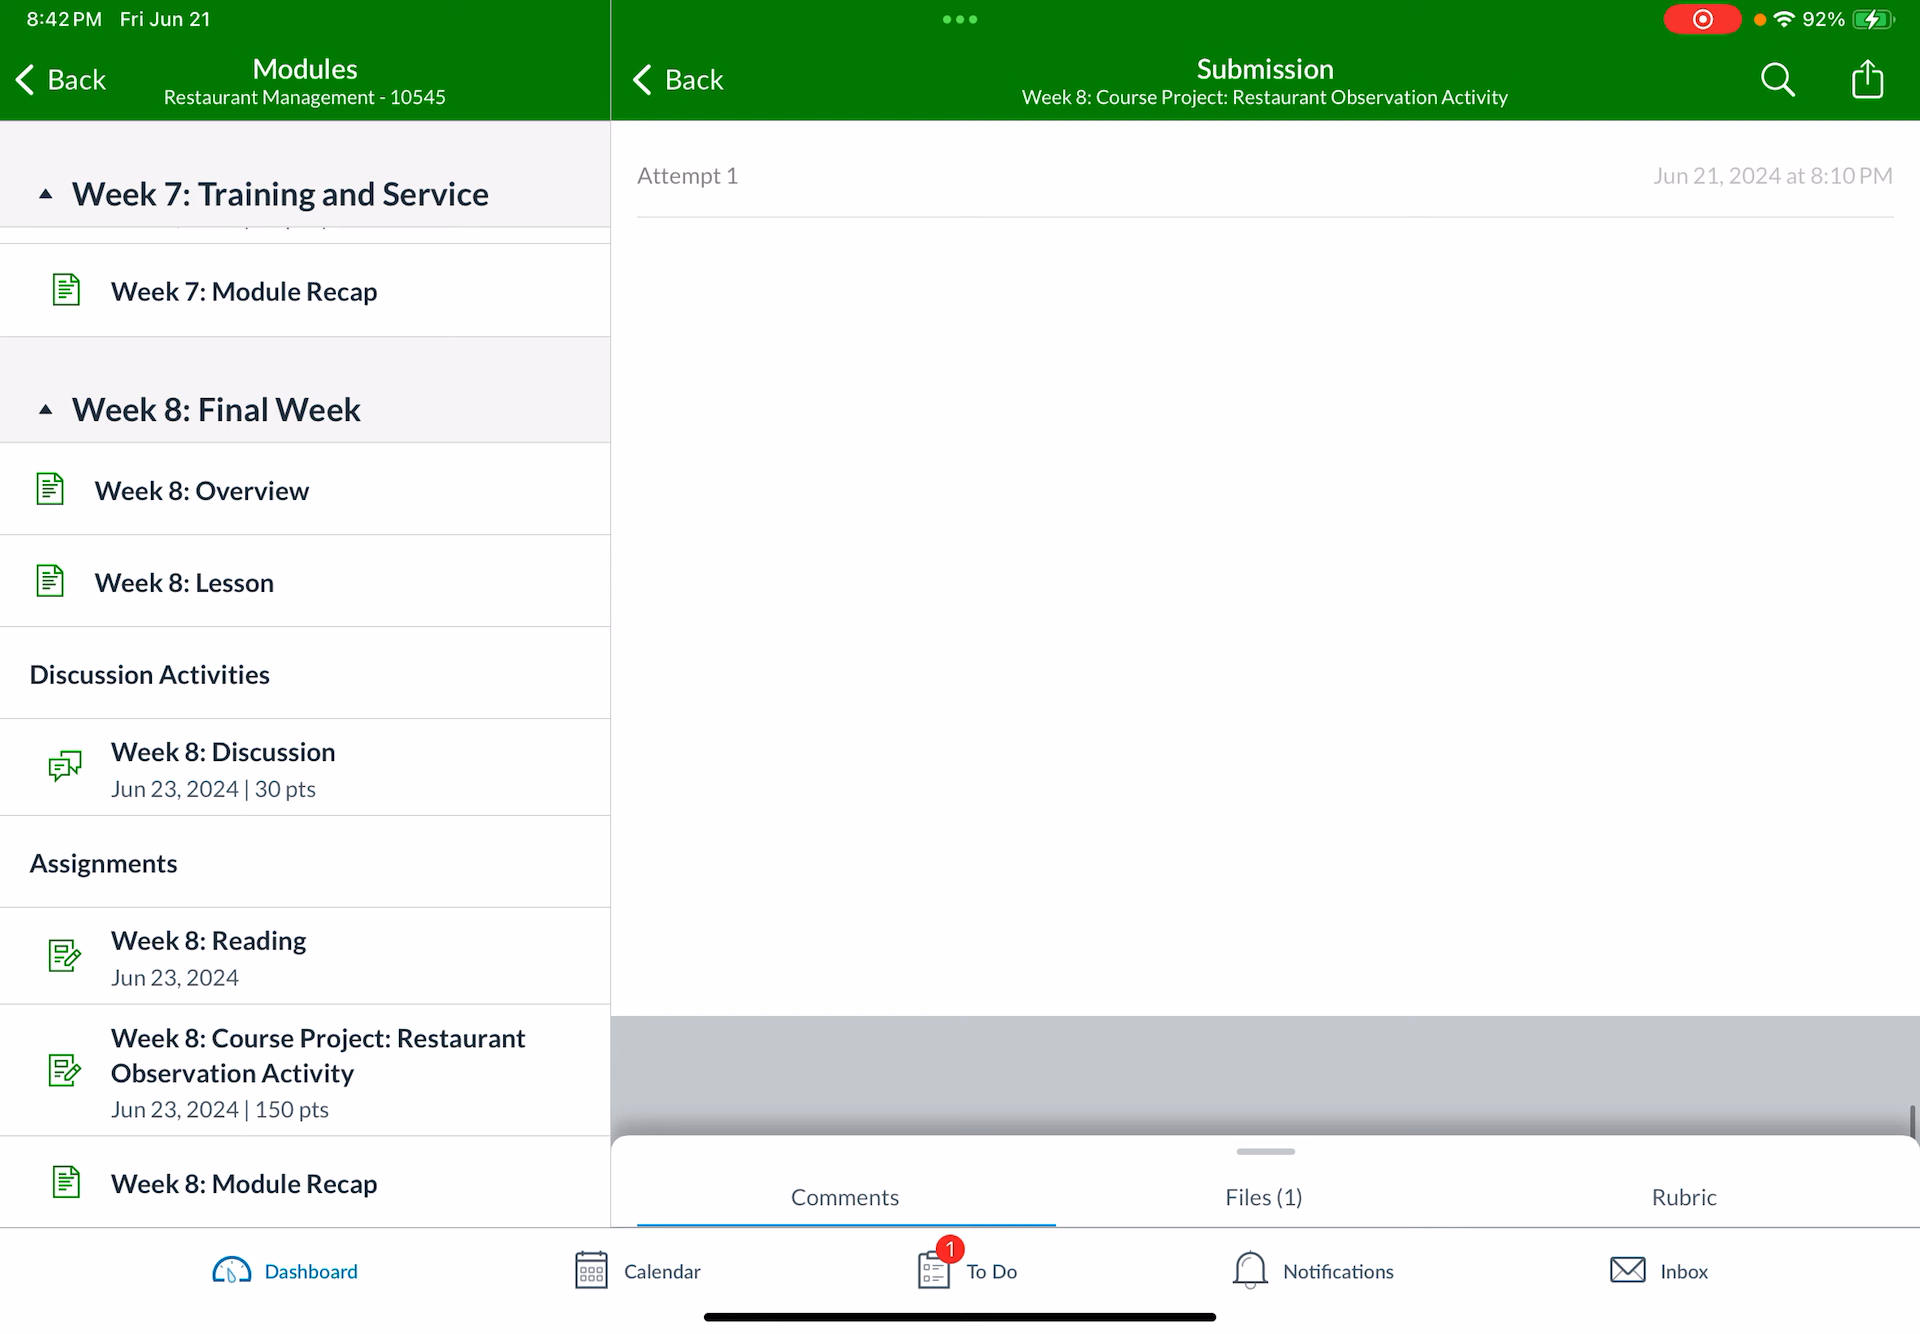 8:42 PM Fri Jun 21
92%
Back
Modules
Restaurant Management - 10545
Back
Submission
Week 8: Course Project: Restaurant Observation Activity
Week 7: Training and Service
Week 7: Module Recap
Week 8: Final Week
Week 8: Overview
Week 8: Lesson
Discussion Activities
Week 8: Discussion
Jun 23, 2024 | 30 pts
Assignments
Week 8: Reading
Jun 23, 2024
Week 8: Course Project: Restaurant
Observation Activity
Jun 23, 2024 | 150 pts
Week 8: Module Recap
Attempt 1
Jun 21, 2024 at 8:10 PM
Comments
Files (1)
Rubric
Dashboard
Calendar
1
To Do
Notifications
Inbox